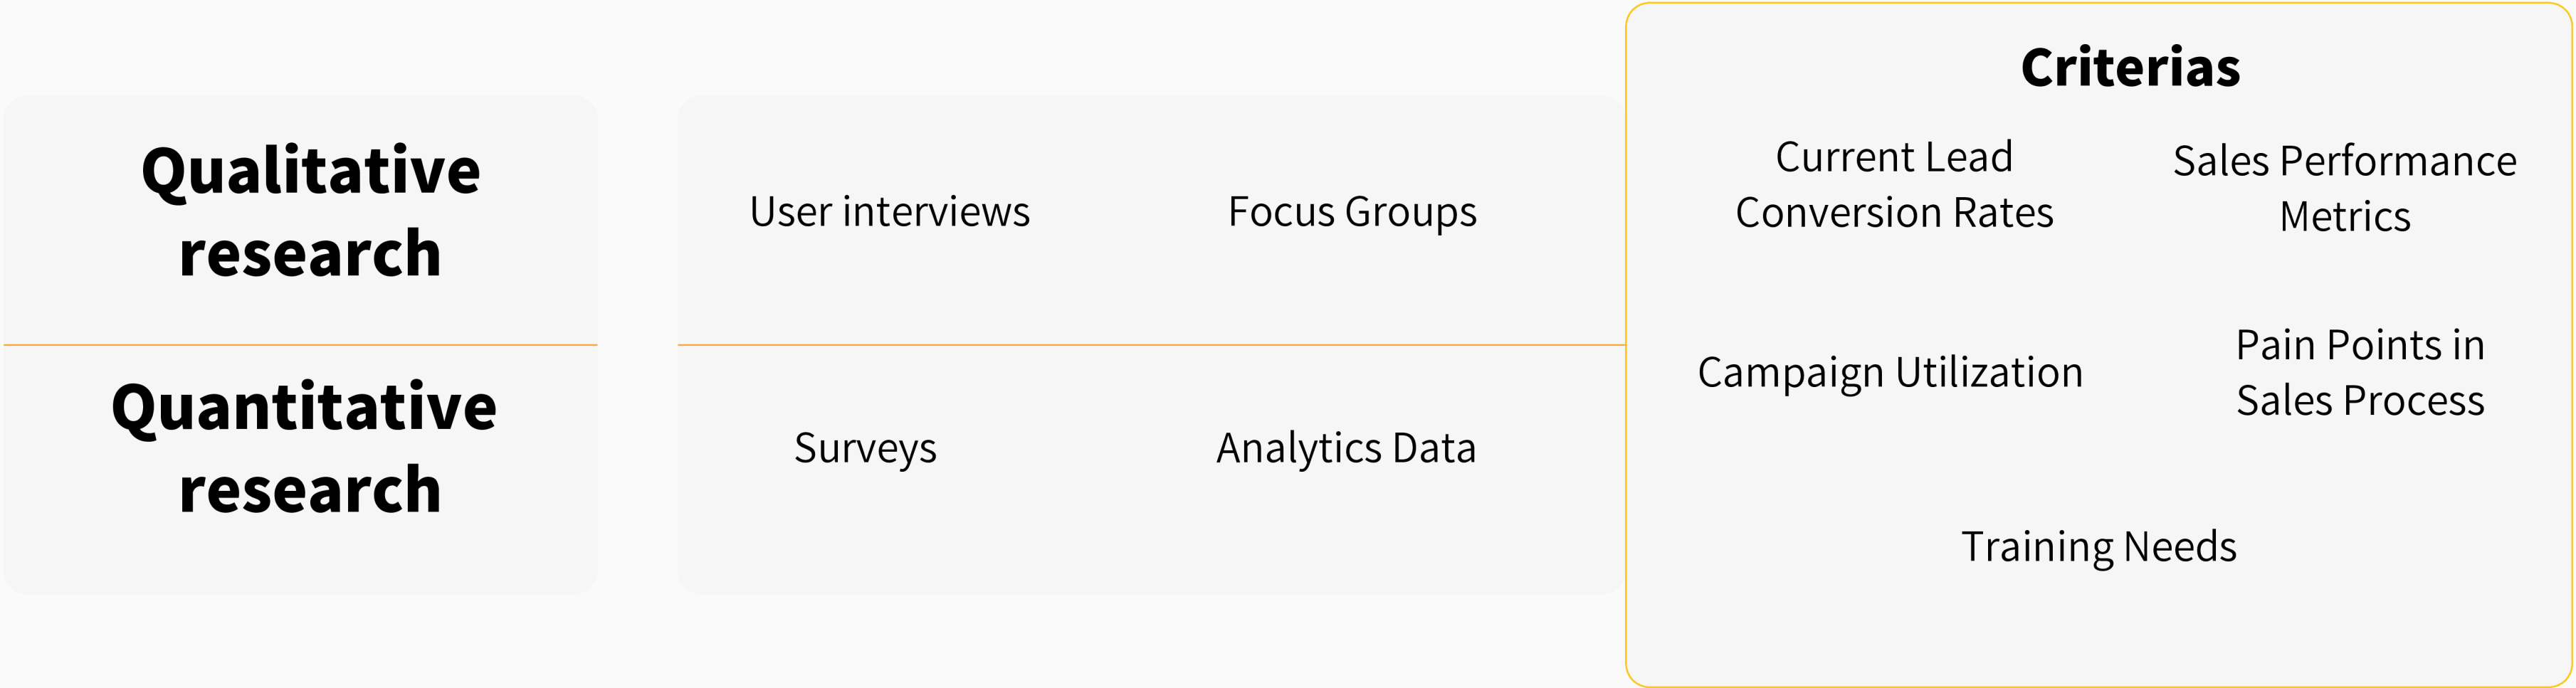 Qualitative
research
User interviews
Focus Groups
Quantitative
research
Surveys
Analytics Data
Criterias
Current Lead
Conversion Rates
Sales Performance
Metrics
Campaign Utilization
Pain Points in
Sales Process
Training Needs